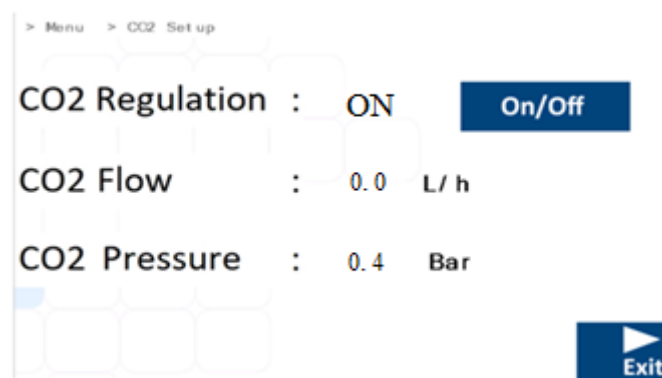 > Menu > CO2 Set up
CO2 Regulation : ON On/Off
CO2 Flow : 0.0 L/h
CO2 Pressure : 0.4 Bar
Exit